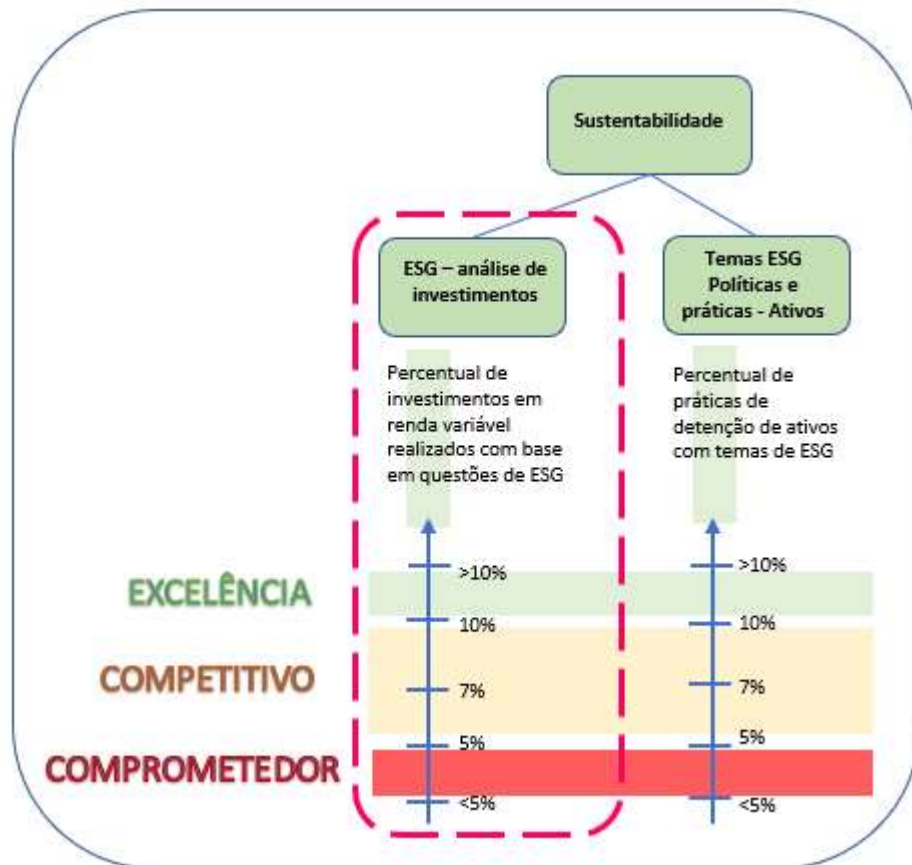 Sustentabilidade
ESG – análise de
investimentos
Temas ESG
Políticas e
práticas - Ativos
Percentual de
investimentos em
renda variável
realizados com base
em questões de ESG
Percentual de
práticas de
detenção de ativos
com temas de ESG
EXCELÊNCIA
COMPETITIVO
COMPROMETEDOR
>10%
10%
7%
5%
<5%
>10%
10%
7%
5%
<5%